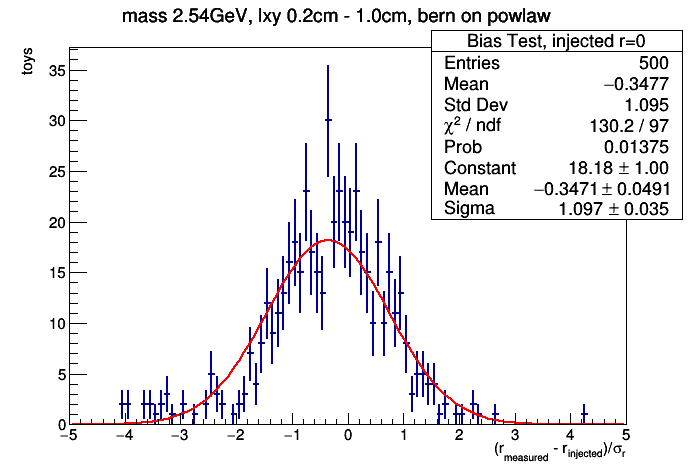 mass 2.54GeV, lxy 0.2cm - 1.0cm, bern on powlaw
Bias Test, injected r=0
Entries 500
Mean −0.3477
Std Dev 1.095
χ² / ndf 130.2 / 97
Prob 0.01375
Constant 18.18 ± 1.00
Mean −0.3471 ± 0.0491
Sigma 1.097 ± 0.035
toys
35
30
25
20
15
10
5
0
−5 −4 −3 −2 −1 0 1 2 3 4 5
(r_measured - r_injected)/σ_r